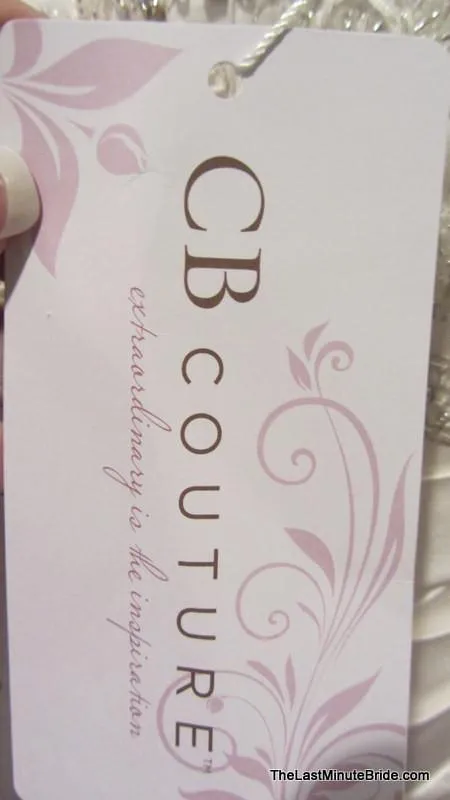 CB COUTURE™
extraordinary is the inspiration
TheLastMinuteBride.com